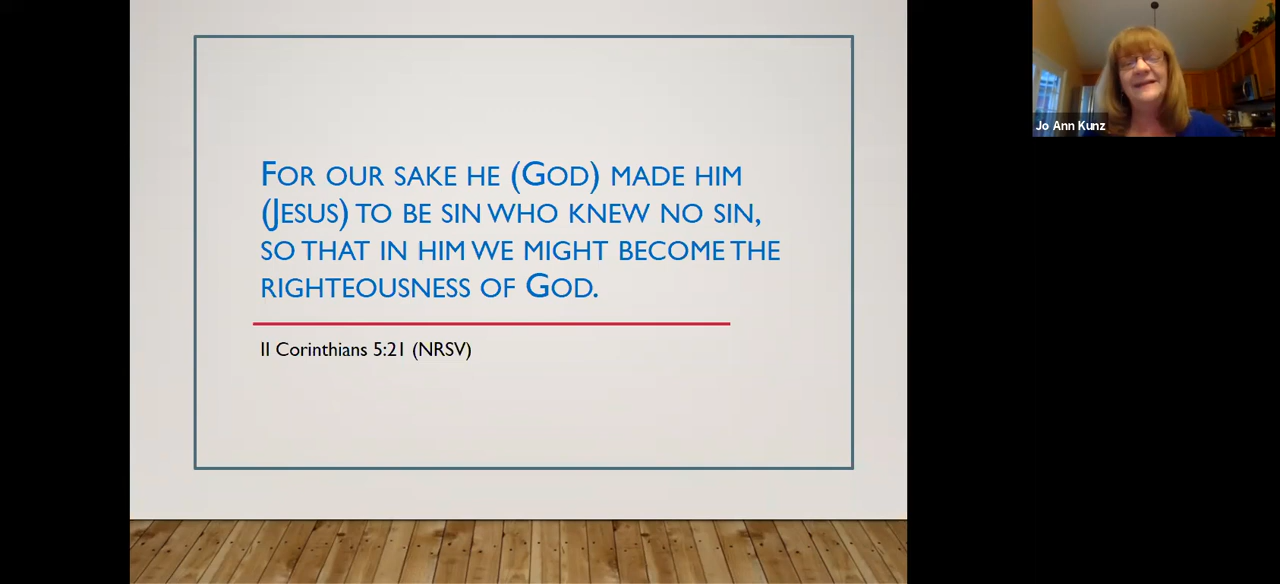 For our sake he (God) made him
(Jesus) to be sin who knew no sin,
so that in him we might become the
righteousness of God.
II Corinthians 5:21 (NRSV)
Jo Ann Kunz